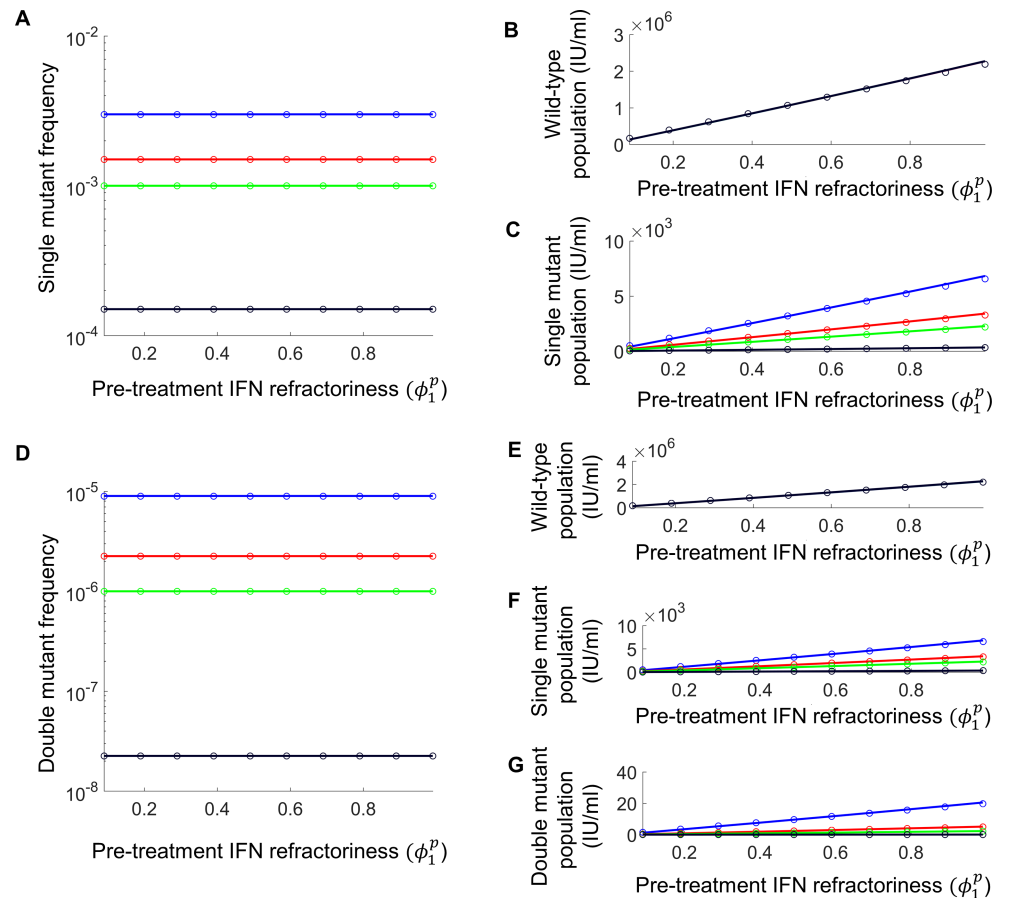 A
Single mutant frequency
10^-2
10^-3
10^-4
0.2 0.4 0.6 0.8
Pre-treatment IFN refractoriness (ϕ₁ᵖ)
B
Wild-type
population (IU/ml)
×10^6
3
2
1
0
0.2 0.4 0.6 0.8
Pre-treatment IFN refractoriness (ϕ₁ᵖ)
C
Single mutant
population (IU/ml)
×10^3
10
5
0
0.2 0.4 0.6 0.8
Pre-treatment IFN refractoriness (ϕ₁ᵖ)
D
Double mutant frequency
10^-5
10^-6
10^-7
10^-8
0.2 0.4 0.6 0.8
Pre-treatment IFN refractoriness (ϕ₁ᵖ)
E
Wild-type
population
(IU/ml)
×10^6
4
2
0
0.2 0.4 0.6 0.8
Pre-treatment IFN refractoriness (ϕ₁ᵖ)
F
Single mutant
population
(IU/ml)
×10^3
10
5
0
0.2 0.4 0.6 0.8
Pre-treatment IFN refractoriness (ϕ₁ᵖ)
G
Double mutant
population
(IU/ml)
40
20
0
0.2 0.4 0.6 0.8
Pre-treatment IFN refractoriness (ϕ₁ᵖ)